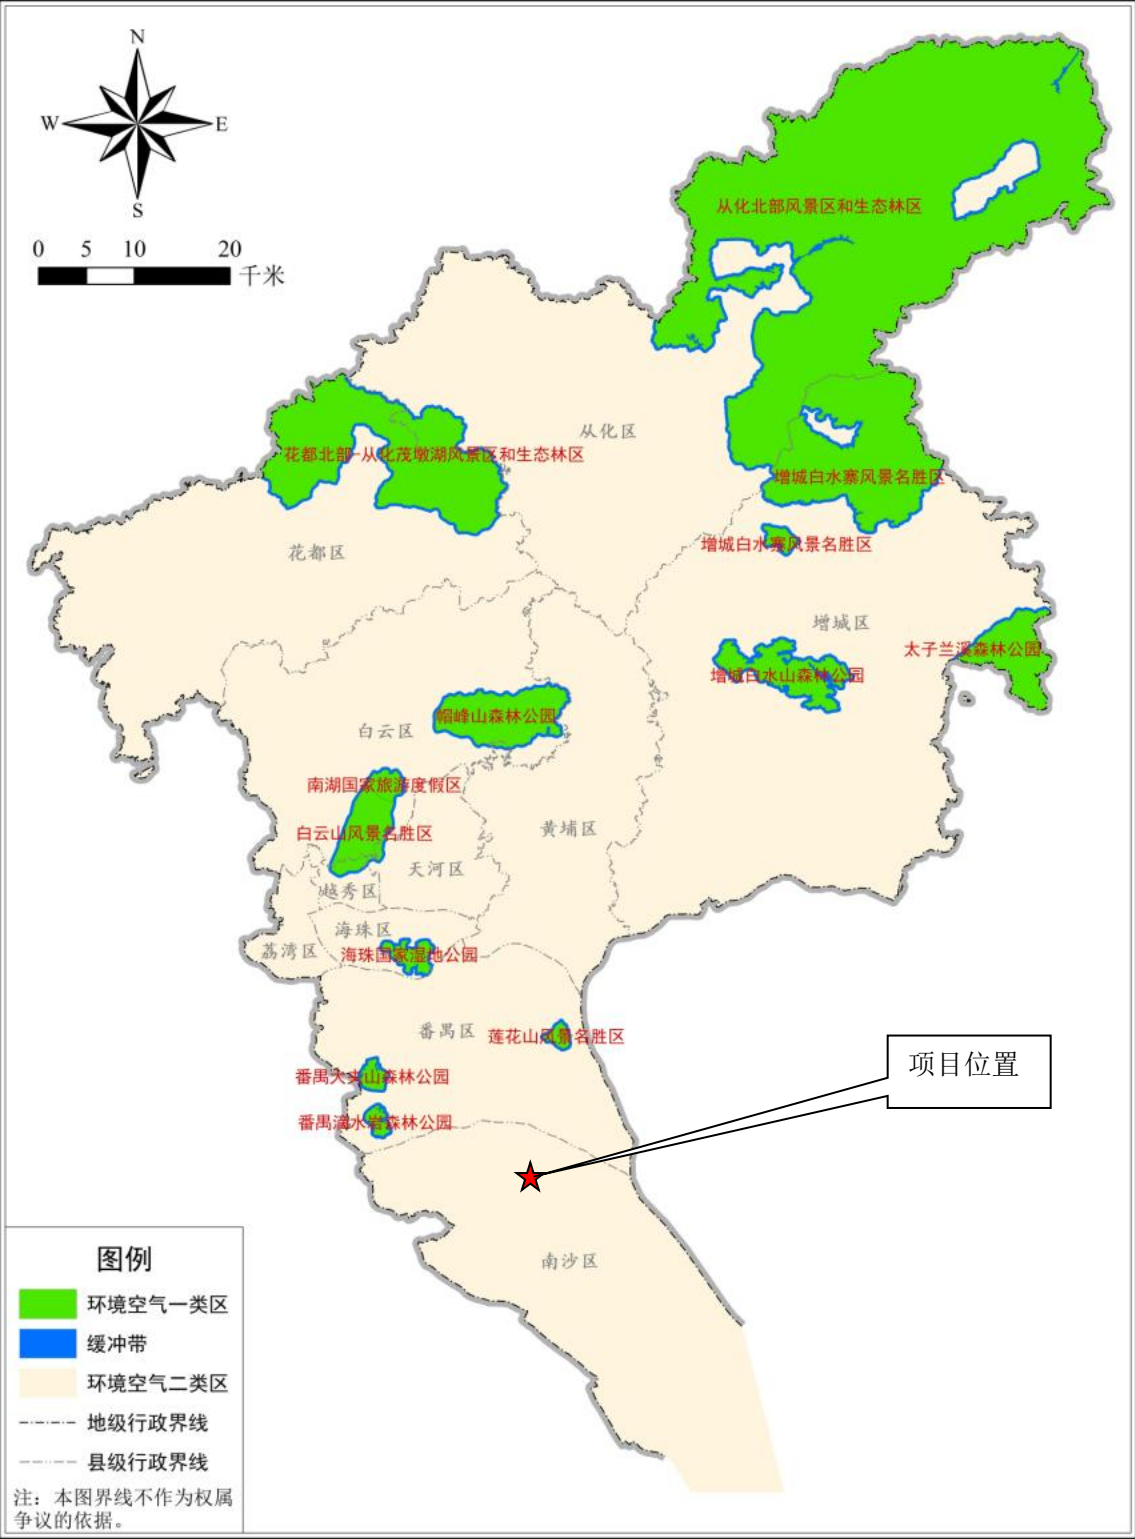 N
W
E
S
0 5 10 20
千米
从化北部风景区和生态林区
从化区
花都北部-从化茂墩湖风景区和生态林区
增城白水寨风景名胜区
增城白水寨风景名胜区
花都区
增城区
太子兰溪森林公园
增城白水山森林公园
帽峰山森林公园
白云区
南湖国家旅游度假区
白云山风景名胜区
黄埔区
天河区
越秀区
海珠区
荔湾区
海珠国家湿地公园
番禺区
莲花山风景名胜区
项目位置
番禺大夫山森林公园
番禺滴水岩森林公园
南沙区
图例
环境空气一类区
缓冲带
环境空气二类区
地级行政界线
县级行政界线
注：本图界线不作为权属
争议的依据。